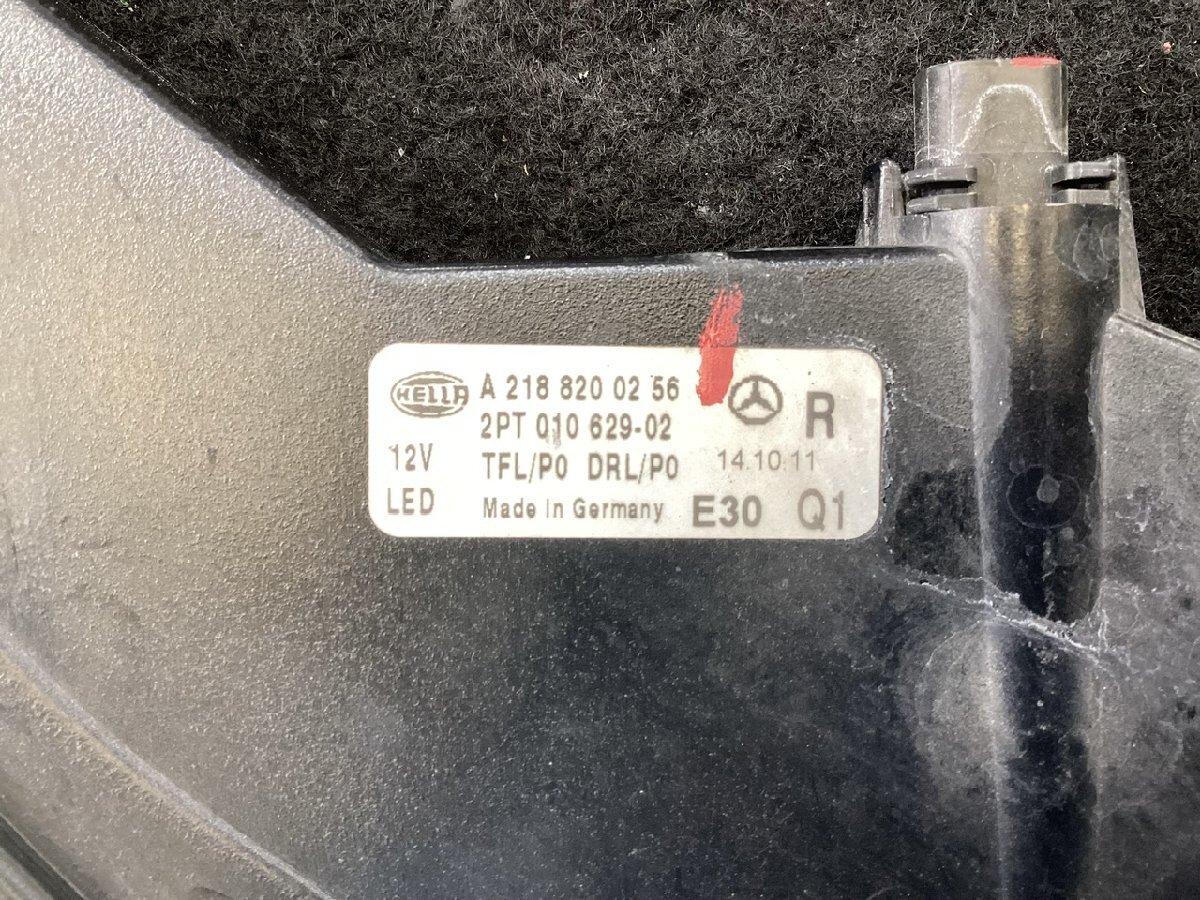 HELLA A 218 820 02 56 R
2PT 010 629-02
12V TFL/P0 DRL/P0 14.10.11
LED Made in Germany E30 Q1